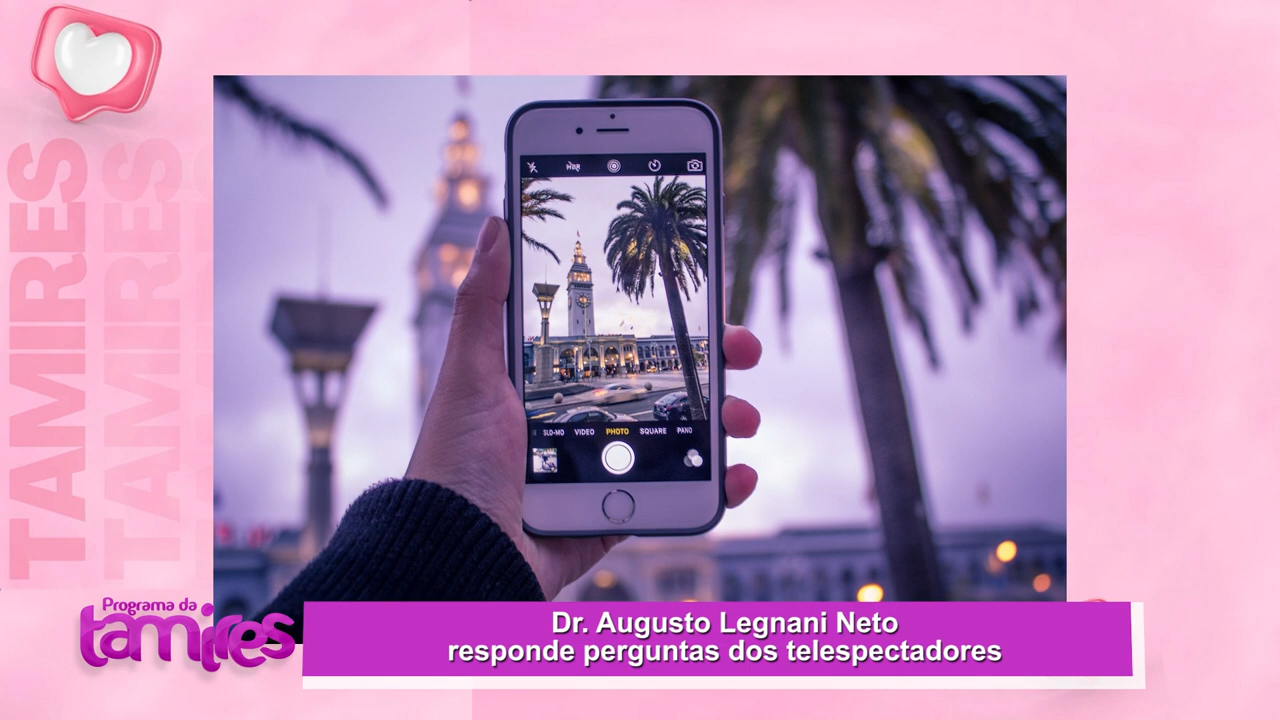 TAMIRES
TAMIRES
SLO-MO VIDEO PHOTO SQUARE PANO
Programa da
tamires
Dr. Augusto Legnani Neto
responde perguntas dos telespectadores